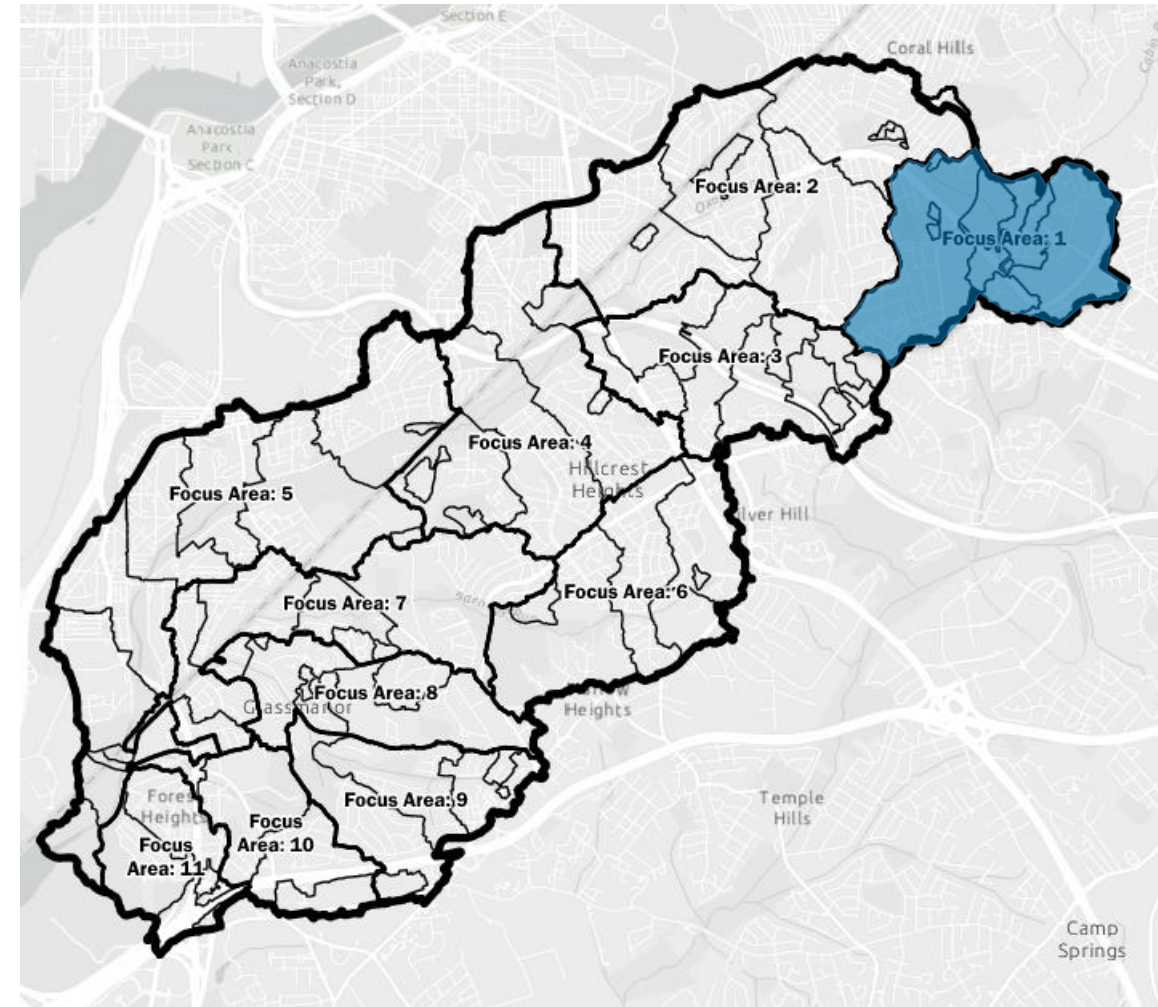 Section E
Coral Hills
Anacostia
Park,
Section D
Anacostia
Park,
Section C
Focus Area: 2
Focus Area: 1
Focus Area: 3
Focus Area: 4
Hillcrest
Heights
Focus Area: 5
lver Hill
Focus Area: 6
Focus Area: 7
Focus Area: 8
Glassmanor
Heights
Focus Area: 9
Temple
Hills
Forest
Heights
Focus
Area: 10
Focus
Area: 11
Camp
Springs